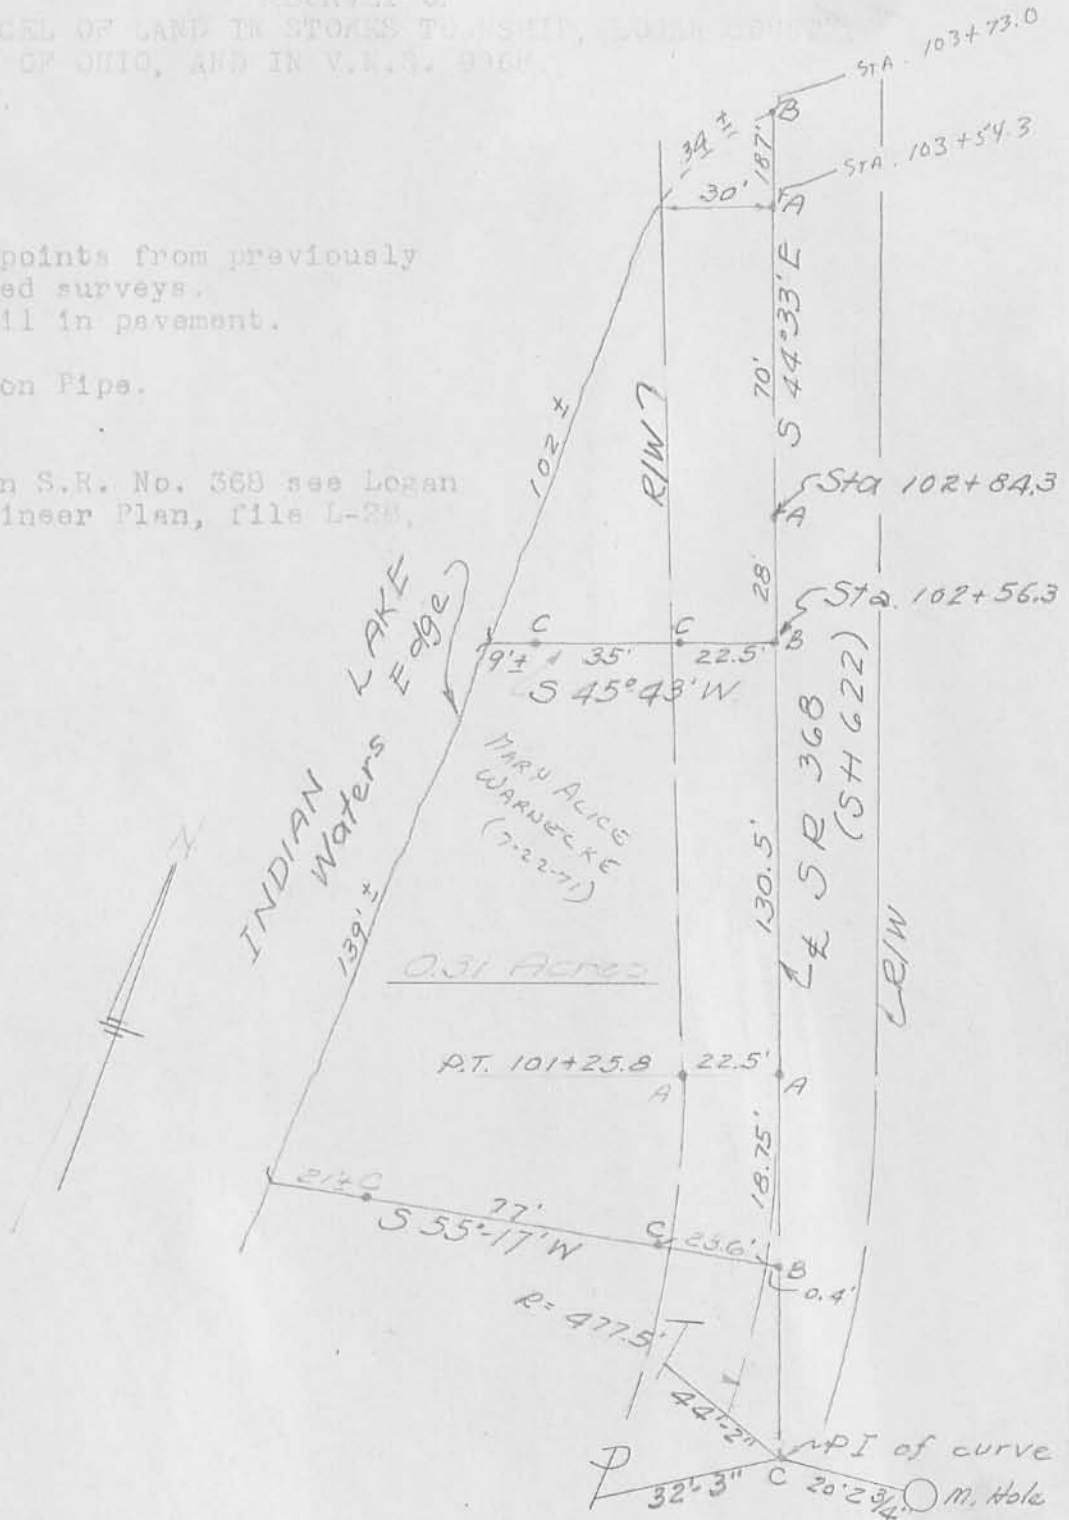 SURVEY OF
CEL OF LAND IN STOKES TOWNSHIP, LOGAN COUNTY
OF OHIO, AND IN V.M.S.
STA. 103+73.0
B
39 ±
187'
STA. 103+54.3
30'
A
points from previously
ed surveys.
il in pavement.
on Pipe.
S 44°33' E
70'
102 ±
R/W
n S.R. No. 368 see Logan
ineer Plan, file L-28,
Sta 102+84.3
A
28'
Sta. 102+56.3
LAKE
Edge
C
C
B
9'±
35'
22.5'
S 45°43' W
INDIAN
Waters
MARY ALICE
WARNECKE
(7-22-71)
℄ SR 368
(SH 622)
130.5'
139'±
N
R/W
0.31 Acres
P.T. 101+25.8
22.5'
A
A
18.75'
21±
C
77'
C
23.6'
B
S 55°-17' W
0.4'
R= 477.5'
44'-2"
PI of curve
C
32'-3"
20'2 3/4"
M. Hole